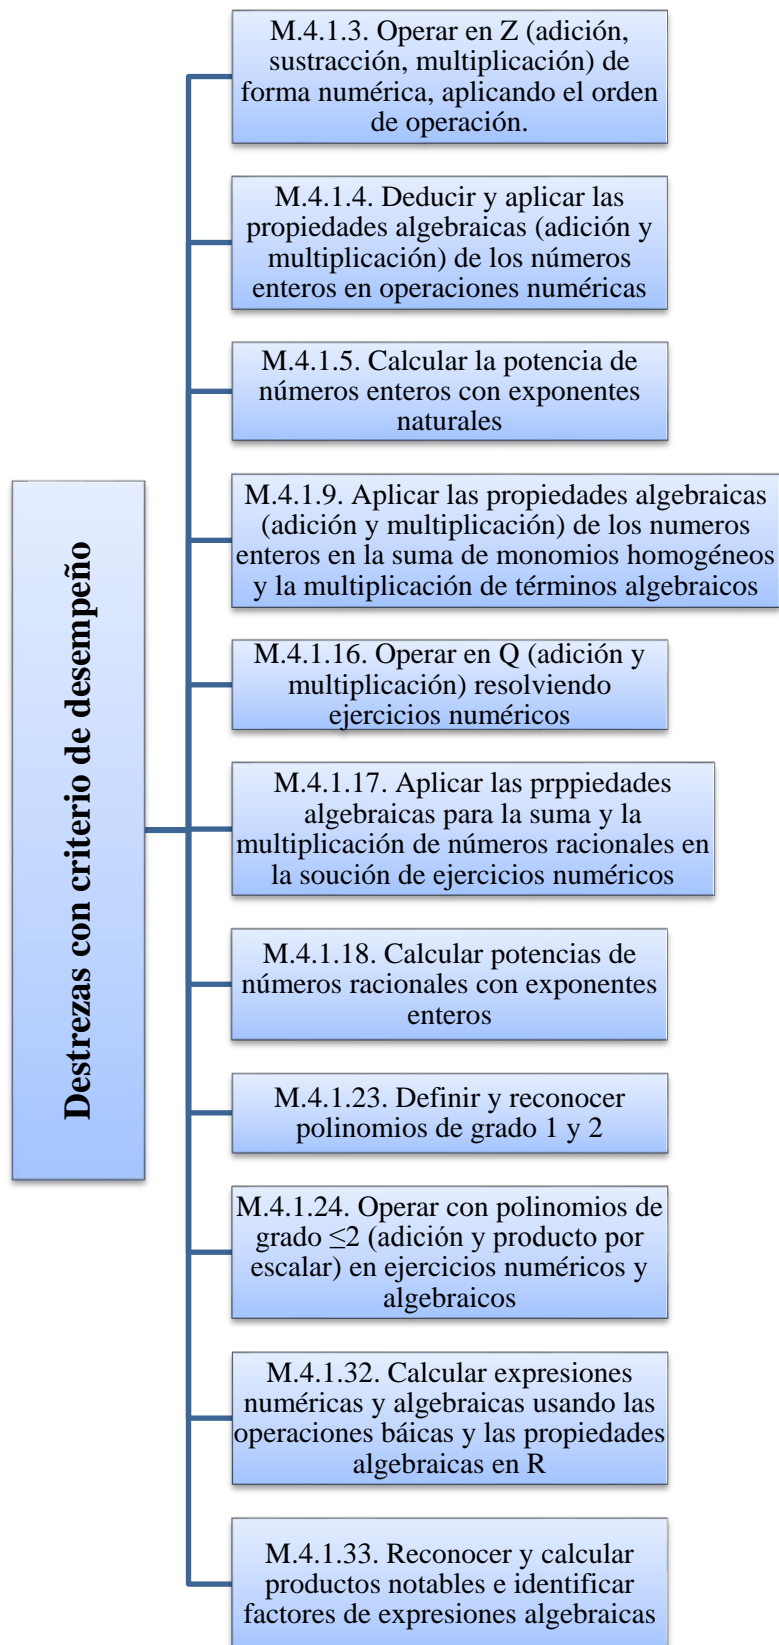 Destrezas con criterio de desempeño
M.4.1.3. Operar en Z (adición,
sustracción, multiplicación) de
forma numérica, aplicando el orden
de operación.
M.4.1.4. Deducir y aplicar las
propiedades algebraicas (adición y
multiplicación) de los números
enteros en operaciones numéricas
M.4.1.5. Calcular la potencia de
números enteros con exponentes
naturales
M.4.1.9. Aplicar las propiedades algebraicas
(adición y multiplicación) de los numeros
enteros en la suma de monomios homogéneos
y la multiplicación de términos algebraicos
M.4.1.16. Operar en Q (adición y
multiplicación) resolviendo
ejercicios numéricos
M.4.1.17. Aplicar las prppiedades
algebraicas para la suma y la
multiplicación de números racionales en
la soución de ejercicios numéricos
M.4.1.18. Calcular potencias de
números racionales con exponentes
enteros
M.4.1.23. Definir y reconocer
polinomios de grado 1 y 2
M.4.1.24. Operar con polinomios de
grado ≤2 (adición y producto por
escalar) en ejercicios numéricos y
algebraicos
M.4.1.32. Calcular expresiones
numéricas y algebraicas usando las
operaciones báicas y las propiedades
algebraicas en R
M.4.1.33. Reconocer y calcular
productos notables e identificar
factores de expresiones algebraicas